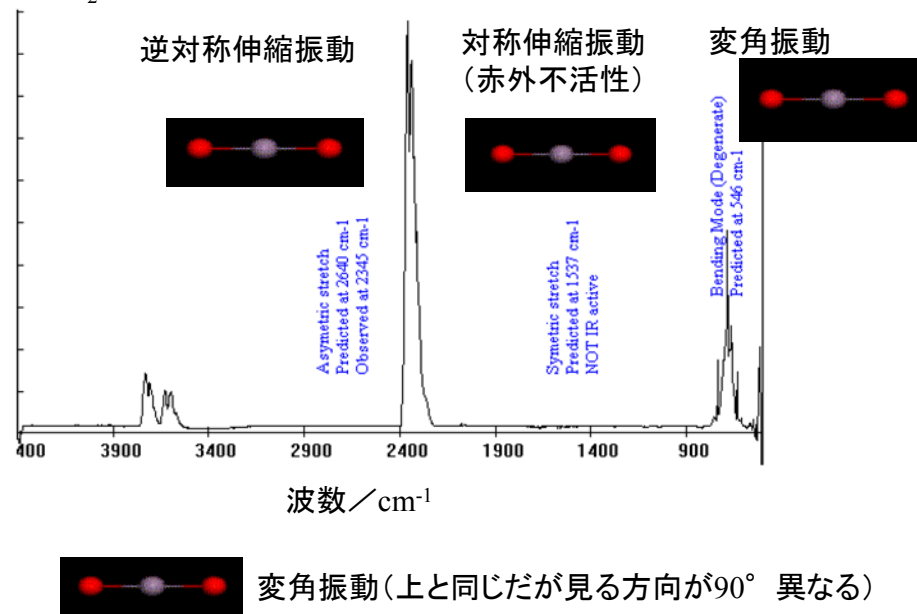 2
逆対称伸縮振動
対称伸縮振動
（赤外不活性）
変角振動
Asymetric stretch
Predicted at 2640 cm-1
Observed at 2345 cm-1
Symetric stretch
Predicted at 1537 cm-1
NOT IR active
Bending Mode (Degenerate)
Predicted at 546 cm-1
400 3900 3400 2900 2400 1900 1400 900
波数／cm-1
変角振動（上と同じだが見る方向が90° 異なる）